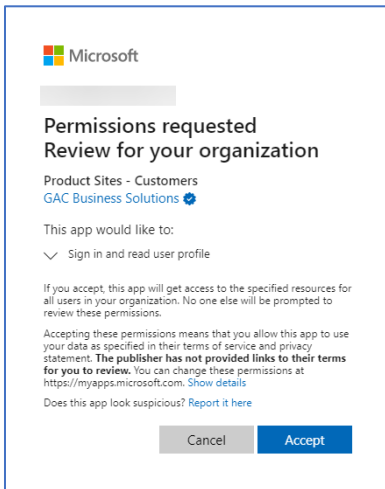 Microsoft
Permissions requested
Review for your organization
Product Sites - Customers
GAC Business Solutions
This app would like to:
Sign in and read user profile
If you accept, this app will get access to the specified resources for
all users in your organization. No one else will be prompted to
review these permissions.
Accepting these permissions means that you allow this app to use
your data as specified in their terms of service and privacy
statement. The publisher has not provided links to their terms
for you to review. You can change these permissions at
https://myapps.microsoft.com. Show details
Does this app look suspicious? Report it here
Cancel Accept